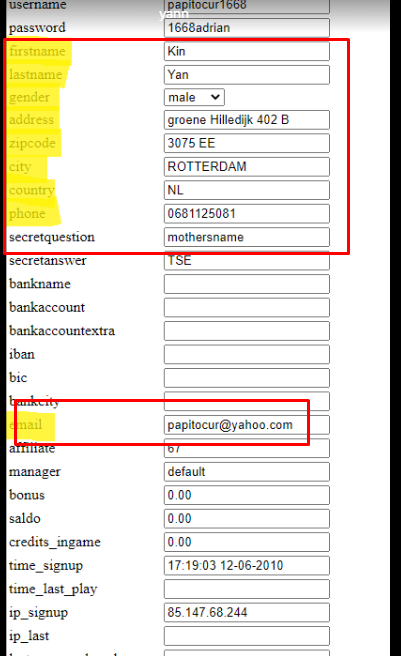 username papitocur1668
yann
password 1668adrian
firstname Kin
lastname Yan
gender male
address groene Hilledijk 402 B
zipcode 3075 EE
city ROTTERDAM
country NL
phone 0681125081
secretquestion mothersname
secretanswer TSE
bankname
bankaccount
bankaccountextra
iban
bic
bankcity
email papitocur@yahoo.com
affiliate 67
manager default
bonus 0.00
saldo 0.00
credits_ingame 0.00
time_signup 17:19:03 12-06-2010
time_last_play
ip_signup 85.147.68.244
ip_last